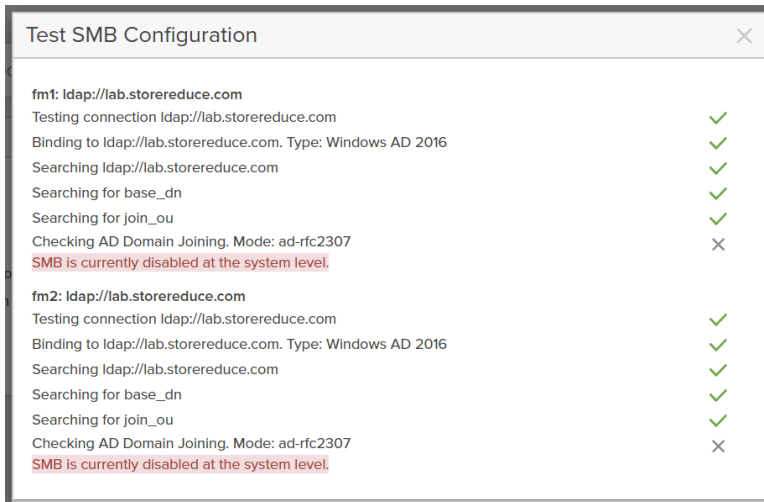 Test SMB Configuration
fm1: ldap://lab.storereduce.com
Testing connection ldap://lab.storereduce.com
Binding to ldap://lab.storereduce.com. Type: Windows AD 2016
Searching ldap://lab.storereduce.com
Searching for base_dn
Searching for join_ou
Checking AD Domain Joining. Mode: ad-rfc2307
SMB is currently disabled at the system level.
fm2: ldap://lab.storereduce.com
Testing connection ldap://lab.storereduce.com
Binding to ldap://lab.storereduce.com. Type: Windows AD 2016
Searching ldap://lab.storereduce.com
Searching for base_dn
Searching for join_ou
Checking AD Domain Joining. Mode: ad-rfc2307
SMB is currently disabled at the system level.